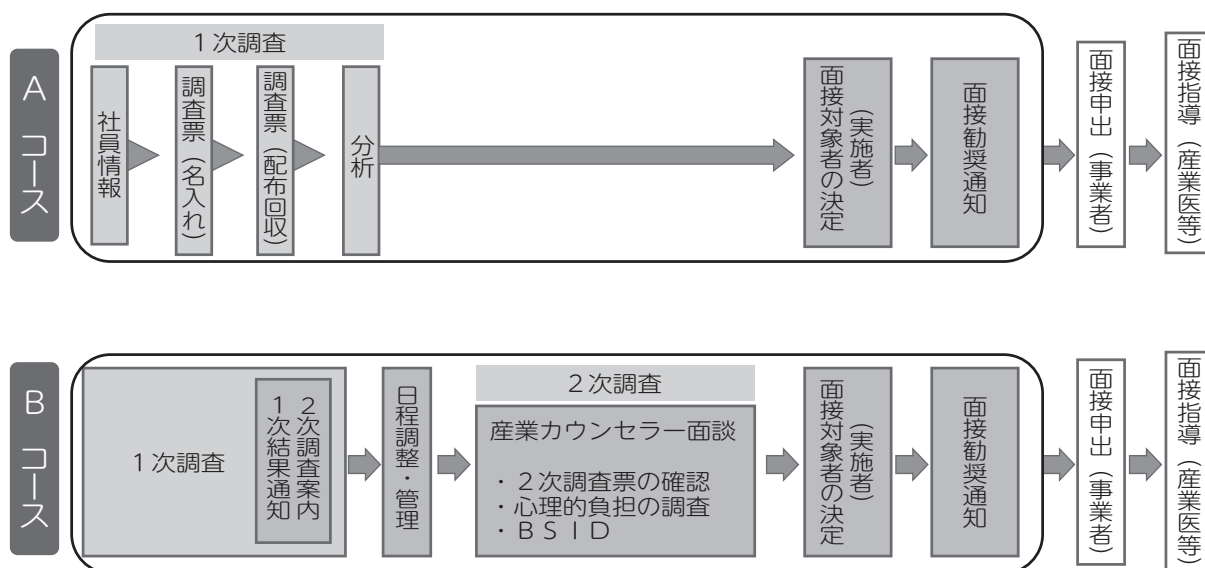 A コース
1次調査
社員情報
調査票（名入れ）
調査票（配布回収）
分析
面接対象者の決定
（実施者）
面接勧奨通知
面接申出（事業者）
面接指導（産業医等）
B コース
1次調査
2次調査案内
1次結果通知
日程調整・管理
2次調査
産業カウンセラー面談
・2次調査票の確認
・心理的負担の調査
・BSID
面接対象者の決定
（実施者）
面接勧奨通知
面接申出（事業者）
面接指導（産業医等）